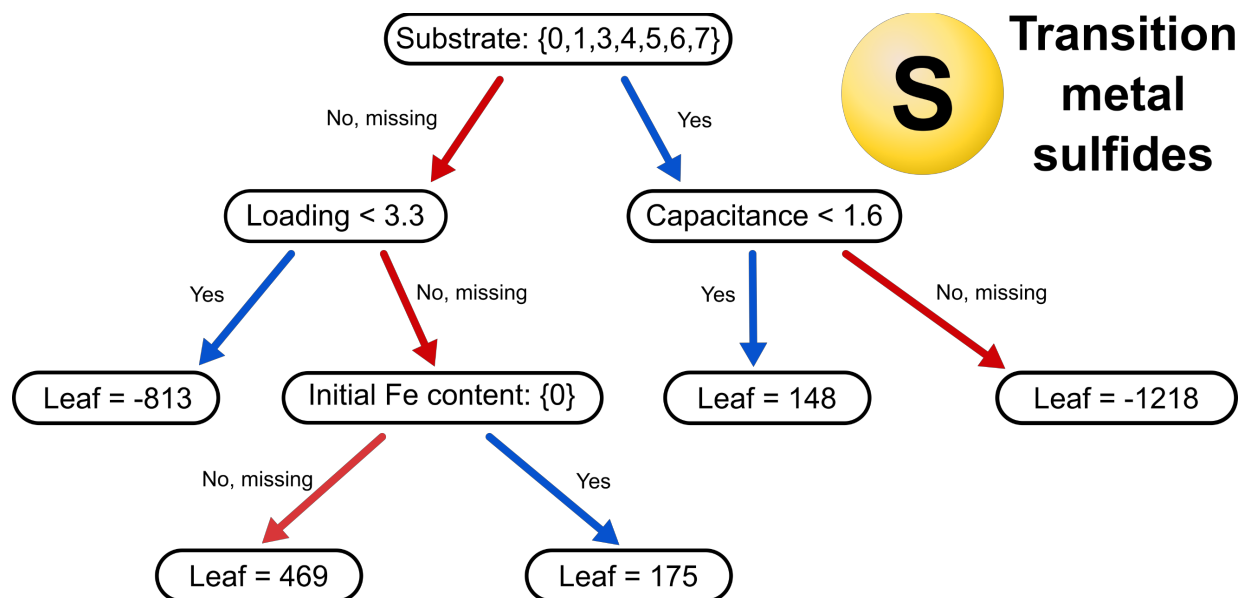 Substrate: {0,1,3,4,5,6,7}
S
Transition
metal
sulfides
No, missing
Yes
Loading < 3.3
Capacitance < 1.6
Yes
No, missing
Yes
No, missing
Leaf = -813
Initial Fe content: {0}
Leaf = 148
Leaf = -1218
No, missing
Yes
Leaf = 469
Leaf = 175